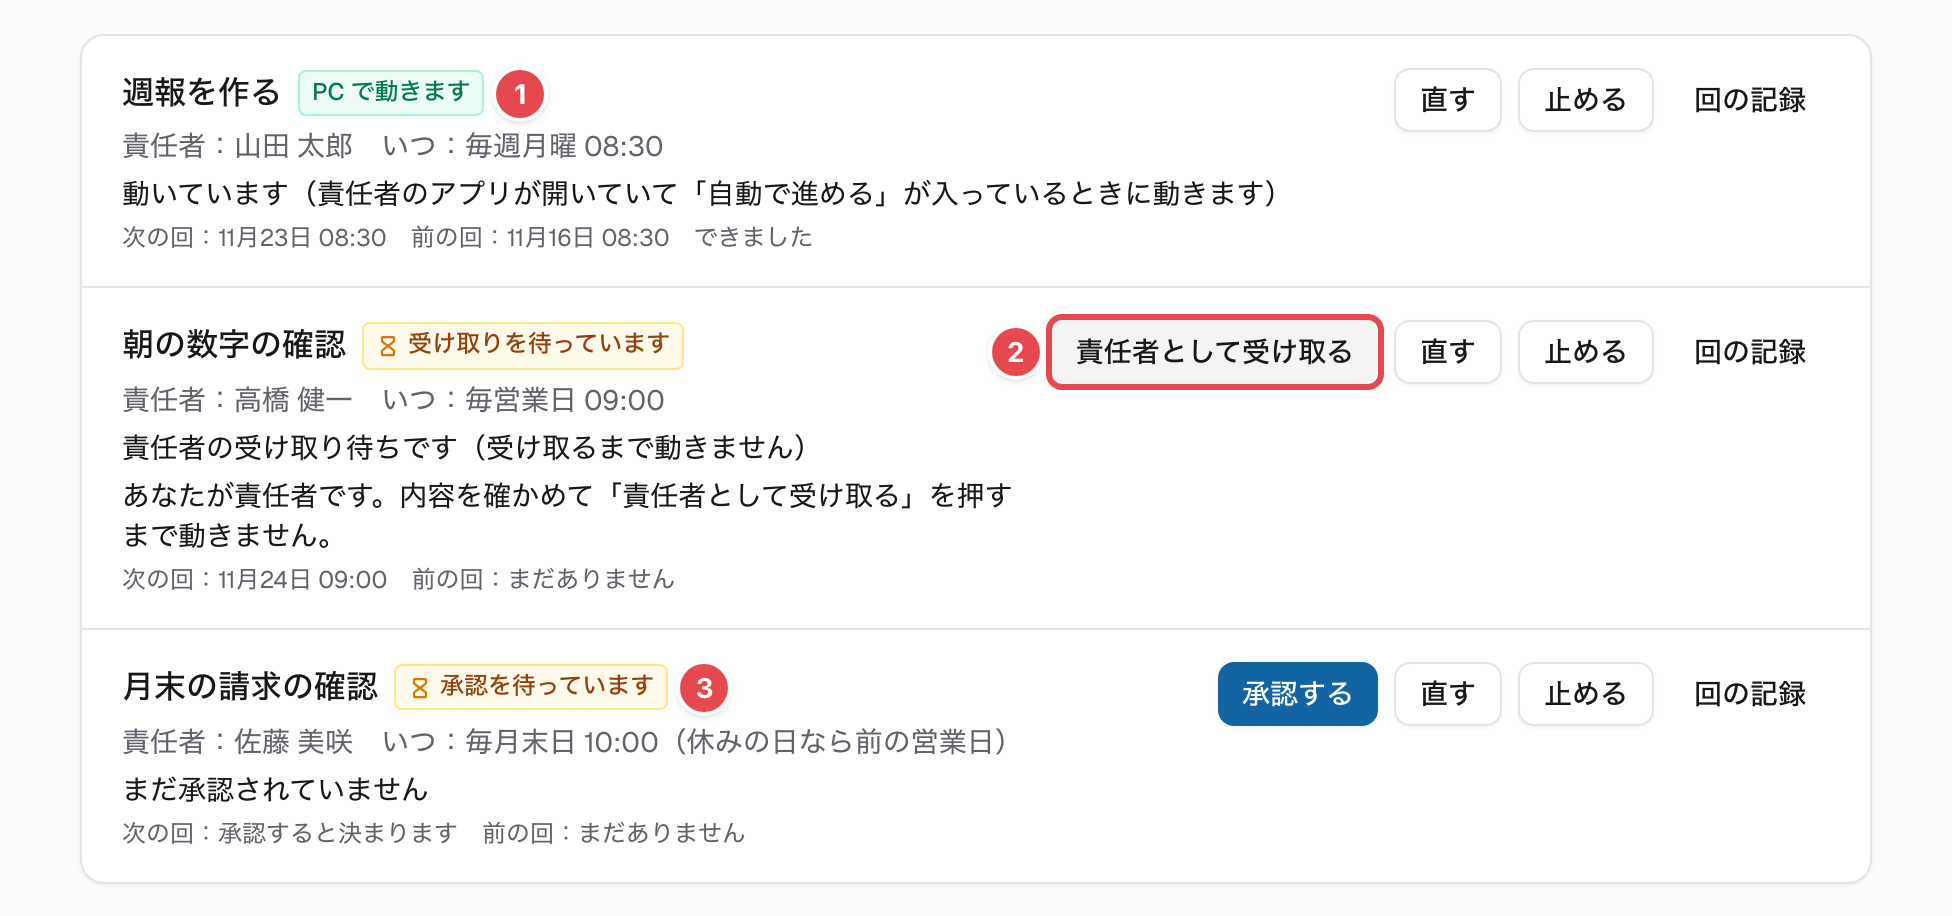 週報を作る PC で動きます 1 直す 止める 回の記録
責任者：山田 太郎 いつ：毎週月曜 08:30
動いています（責任者のアプリが開いていて「自動で進める」が入っているときに動きます）
次の回：11月23日 08:30 前の回：11月16日 08:30 できました
朝の数字の確認 受け取りを待っています 2 責任者として受け取る 直す 止める 回の記録
責任者：高橋 健一 いつ：毎営業日 09:00
責任者の受け取り待ちです（受け取るまで動きません）
あなたが責任者です。内容を確かめて「責任者として受け取る」を押す
まで動きません。
次の回：11月24日 09:00 前の回：まだありません
月末の請求の確認 承認を待っています 3 承認する 直す 止める 回の記録
責任者：佐藤 美咲 いつ：毎月末日 10:00（休みの日なら前の営業日）
まだ承認されていません
次の回：承認すると決まります 前の回：まだありません